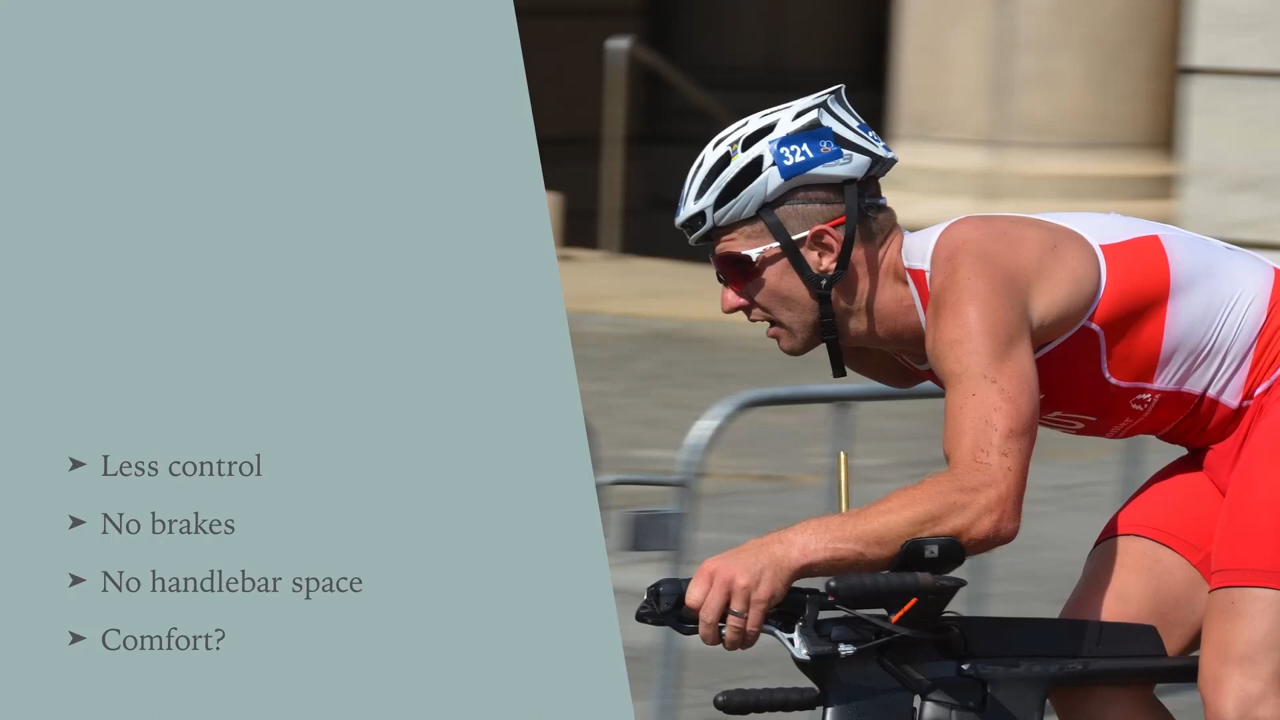 Less control
No brakes
No handlebar space
Comfort?
321